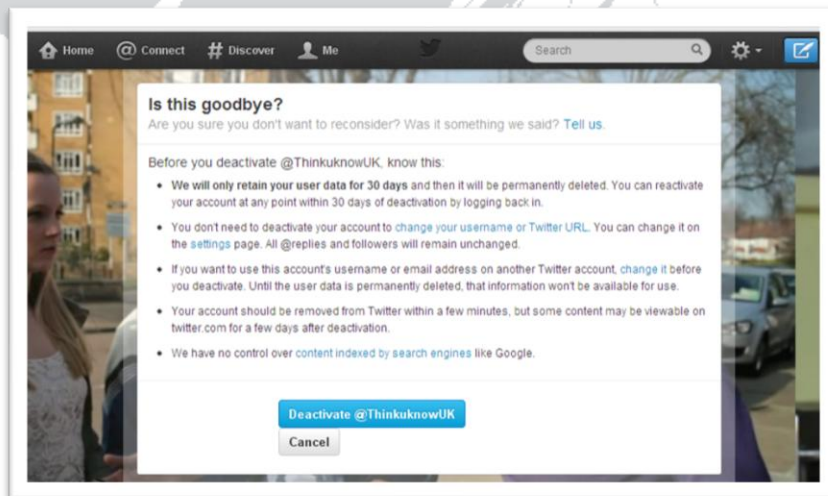 Home Connect Discover Me Search
Is this goodbye?
Are you sure you don't want to reconsider? Was it something we said? Tell us.
Before you deactivate @ThinkuknowUK, know this:
• We will only retain your user data for 30 days and then it will be permanently deleted. You can reactivate
your account at any point within 30 days of deactivation by logging back in.
• You don't need to deactivate your account to change your username or Twitter URL. You can change it on
the settings page. All @replies and followers will remain unchanged.
• If you want to use this account's username or email address on another Twitter account, change it before
you deactivate. Until the user data is permanently deleted, that information won't be available for use.
• Your account should be removed from Twitter within a few minutes, but some content may be viewable on
twitter.com for a few days after deactivation.
• We have no control over content indexed by search engines like Google.
Deactivate @ThinkuknowUK
Cancel